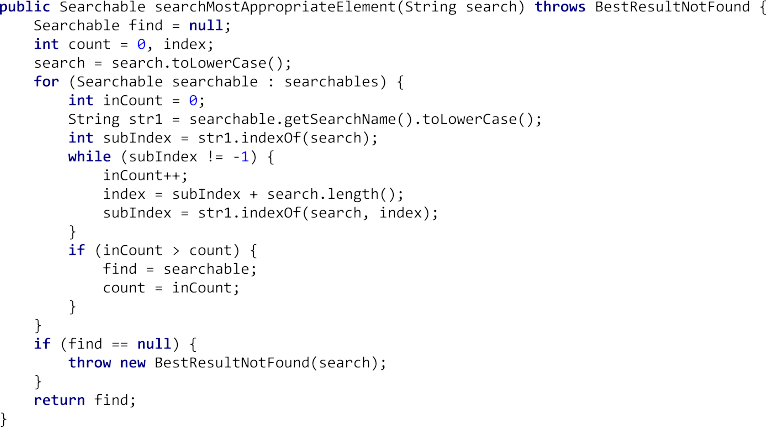 public Searchable searchMostAppropriateElement(String search) throws BestResultNotFound {
    Searchable find = null;
    int count = 0, index;
    search = search.toLowerCase();
    for (Searchable searchable : searchables) {
        int inCount = 0;
        String str1 = searchable.getSearchName().toLowerCase();
        int subIndex = str1.indexOf(search);
        while (subIndex != -1) {
            inCount++;
            index = subIndex + search.length();
            subIndex = str1.indexOf(search, index);
        }
        if (inCount > count) {
            find = searchable;
            count = inCount;
        }
    }
    if (find == null) {
        throw new BestResultNotFound(search);
    }
    return find;
}